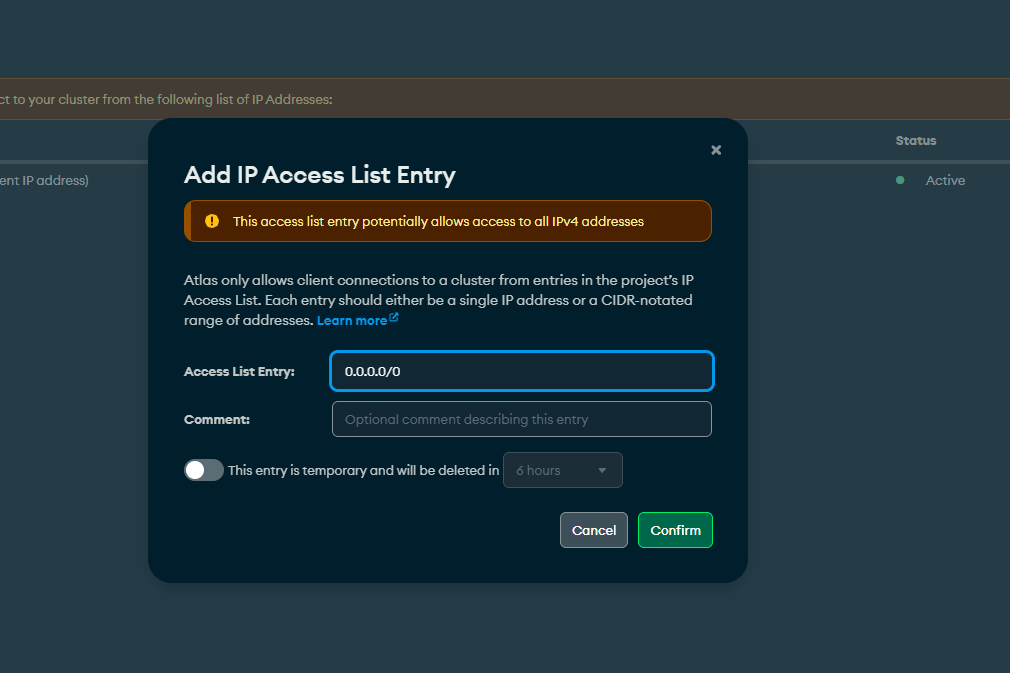 ct to your cluster from the following list of IP Addresses:
Status
ent IP address)
Active
Add IP Access List Entry
This access list entry potentially allows access to all IPv4 addresses
Atlas only allows client connections to a cluster from entries in the project's IP
Access List. Each entry should either be a single IP address or a CIDR-notated
range of addresses. Learn more
Access List Entry:
0.0.0.0/0
Comment:
Optional comment describing this entry
This entry is temporary and will be deleted in
6 hours
Cancel
Confirm